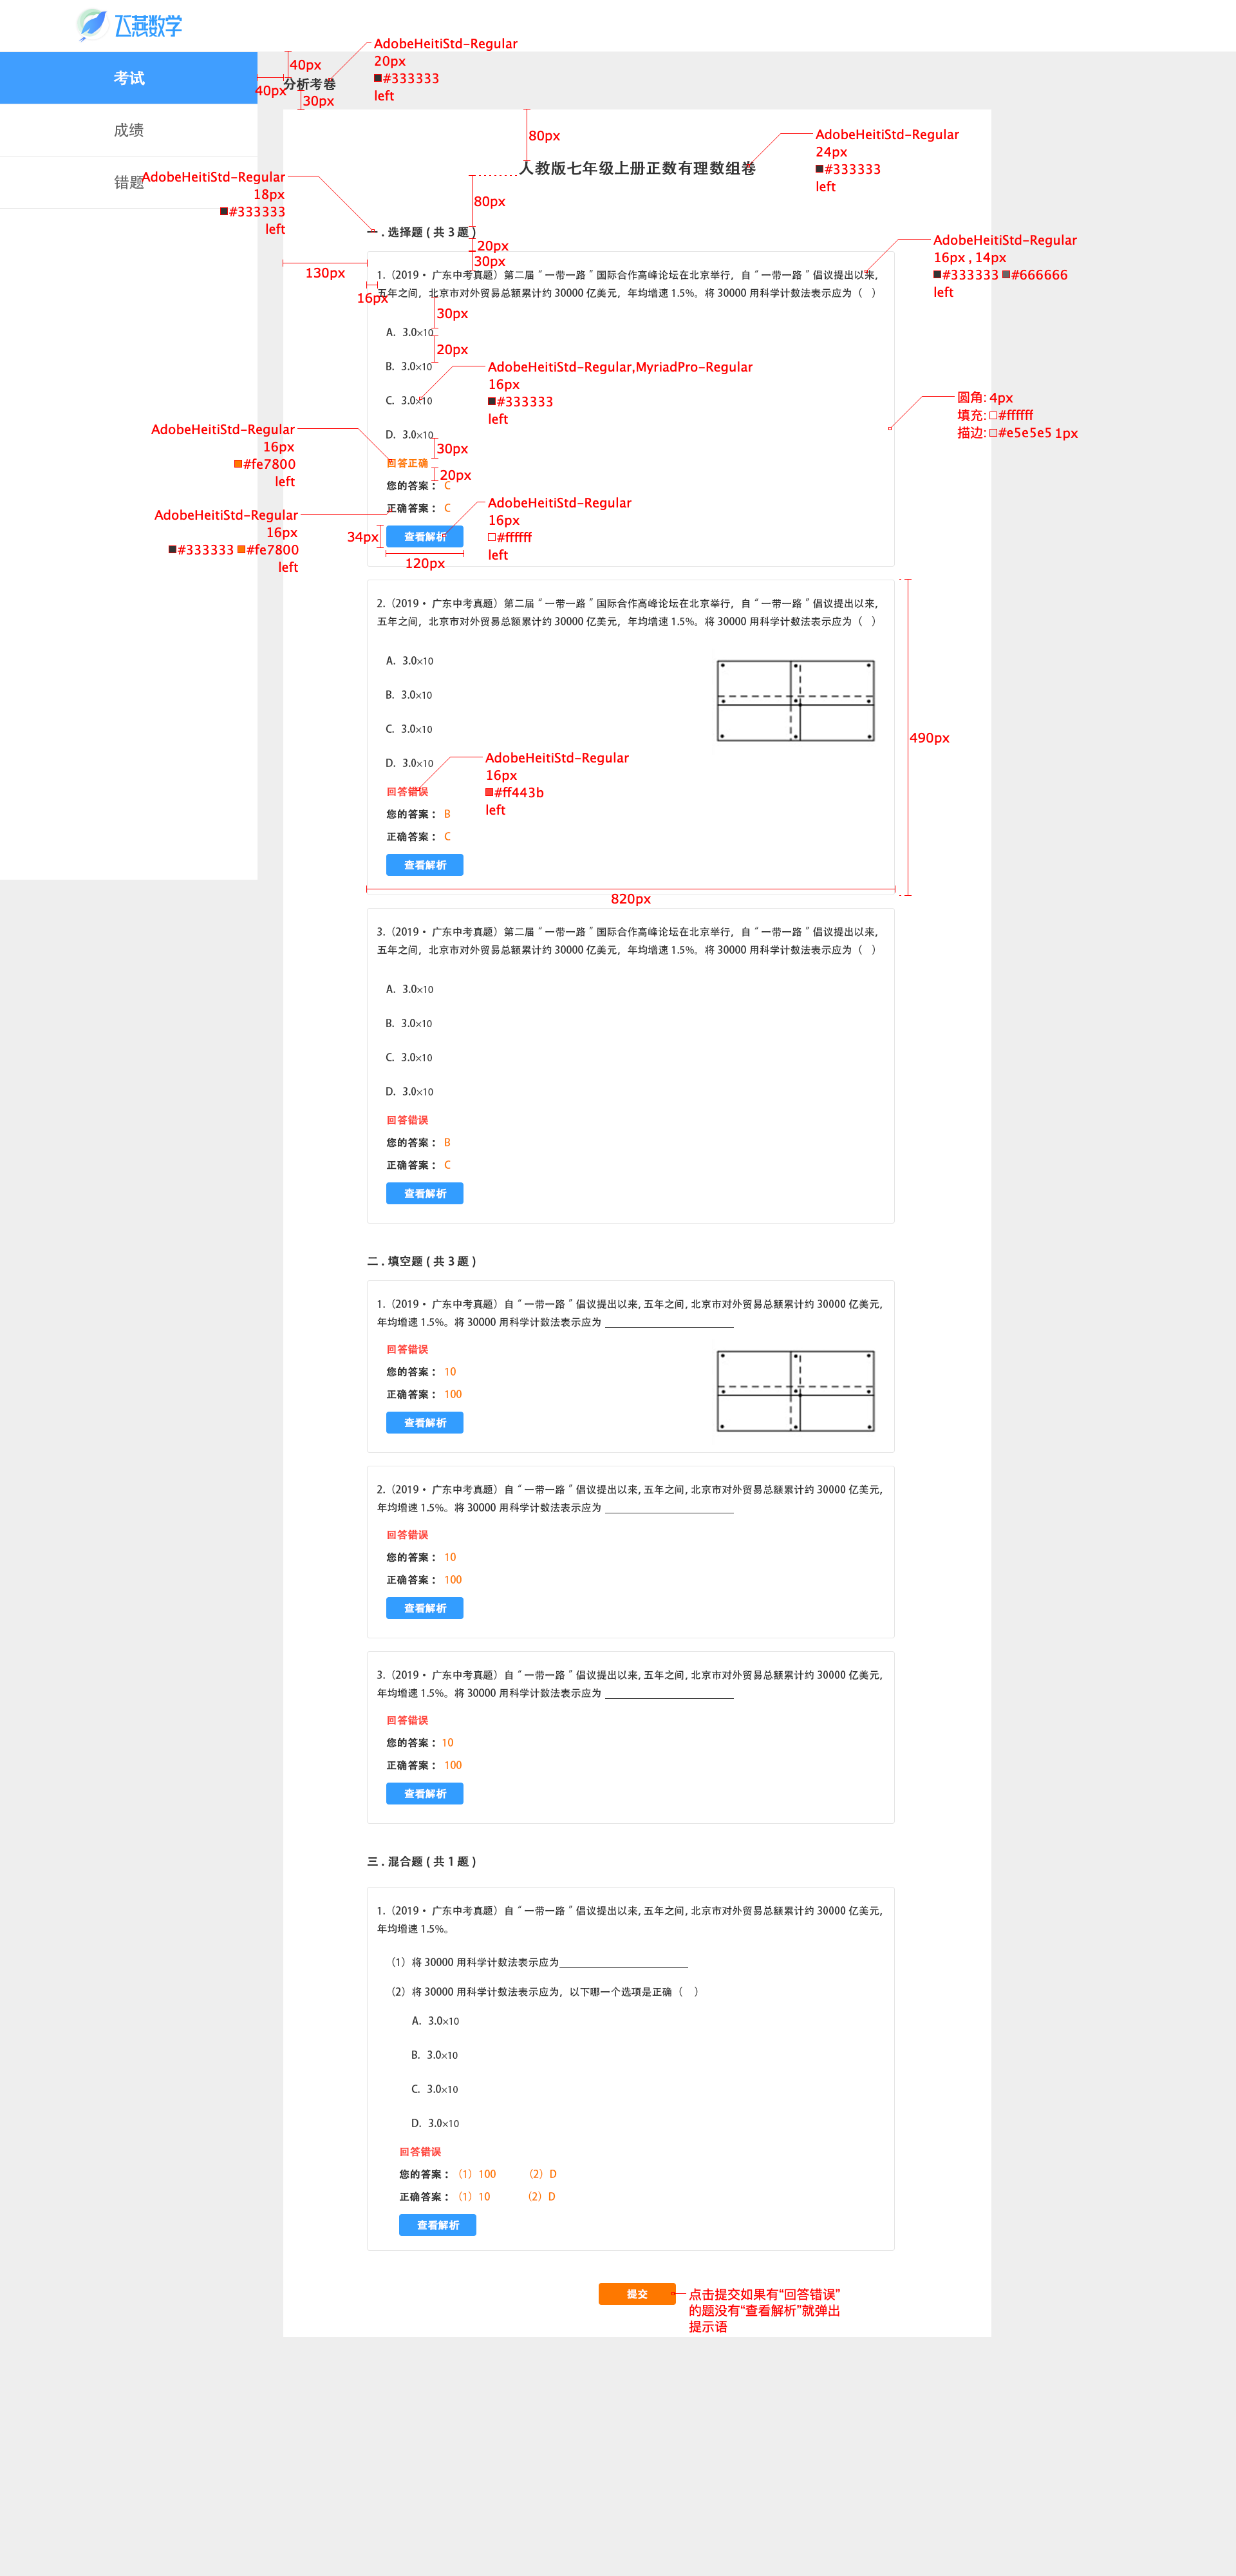 飞燕数学
考试
成绩
错题
40px
40px
分析考卷
30px
AdobeHeitiStd-Regular
20px
#333333
left
80px
人教版七年级上册正数有理数组卷
AdobeHeitiStd-Regular
24px
#333333
left
AdobeHeitiStd-Regular
18px
#333333
left
80px
一 . 选择题 ( 共 3 题 )
20px
30px
130px
16px
AdobeHeitiStd-Regular
16px , 14px
#333333 #666666
left
1.（2019 • 广东中考真题）第二届 " 一带一路 " 国际合作高峰论坛在北京举行，自 " 一带一路 " 倡议提出以来，
五年之间，北京市对外贸易总额累计约 30000 亿美元，年均增速 1.5%。将 30000 用科学计数法表示应为（   ）
30px
A.  3.0×10
20px
B.  3.0×10
AdobeHeitiStd-Regular,MyriadPro-Regular
16px
#333333
left
C.  3.0×10
圆角: 4px
填充: #ffffff
描边: #e5e5e5 1px
D.  3.0×10
30px
AdobeHeitiStd-Regular
16px
#fe7800
left
回答正确
20px
您的答案： C
正确答案： C
AdobeHeitiStd-Regular
16px
#333333 #fe7800
left
AdobeHeitiStd-Regular
16px
#ffffff
left
34px
查看解析
120px
2.（2019 • 广东中考真题）第二届 " 一带一路 " 国际合作高峰论坛在北京举行，自 " 一带一路 " 倡议提出以来，
五年之间，北京市对外贸易总额累计约 30000 亿美元，年均增速 1.5%。将 30000 用科学计数法表示应为（   ）
A.  3.0×10
B.  3.0×10
C.  3.0×10
D.  3.0×10
490px
AdobeHeitiStd-Regular
16px
#ff443b
left
回答错误
您的答案： B
正确答案： C
查看解析
820px
3.（2019 • 广东中考真题）第二届 " 一带一路 " 国际合作高峰论坛在北京举行，自 " 一带一路 " 倡议提出以来，
五年之间，北京市对外贸易总额累计约 30000 亿美元，年均增速 1.5%。将 30000 用科学计数法表示应为（   ）
A.  3.0×10
B.  3.0×10
C.  3.0×10
D.  3.0×10
回答错误
您的答案： B
正确答案： C
查看解析
二 . 填空题 ( 共 3 题 )
1.（2019 • 广东中考真题）自 " 一带一路 " 倡议提出以来, 五年之间, 北京市对外贸易总额累计约 30000 亿美元,
年均增速 1.5%。将 30000 用科学计数法表示应为 ____________________
回答错误
您的答案： 10
正确答案： 100
查看解析
2.（2019 • 广东中考真题）自 " 一带一路 " 倡议提出以来, 五年之间, 北京市对外贸易总额累计约 30000 亿美元,
年均增速 1.5%。将 30000 用科学计数法表示应为 ____________________
回答错误
您的答案： 10
正确答案： 100
查看解析
3.（2019 • 广东中考真题）自 " 一带一路 " 倡议提出以来, 五年之间, 北京市对外贸易总额累计约 30000 亿美元,
年均增速 1.5%。将 30000 用科学计数法表示应为 ____________________
回答错误
您的答案：10
正确答案： 100
查看解析
三 . 混合题 ( 共 1 题 )
1.（2019 • 广东中考真题）自 " 一带一路 " 倡议提出以来, 五年之间, 北京市对外贸易总额累计约 30000 亿美元,
年均增速 1.5%。
（1）将 30000 用科学计数法表示应为____________________
（2）将 30000 用科学计数法表示应为，以下哪一个选项是正确（   ）
A.  3.0×10
B.  3.0×10
C.  3.0×10
D.  3.0×10
回答错误
您的答案：（1）100 （2）D
正确答案：（1）10 （2）D
查看解析
提交
点击提交如果有“回答错误”
的题没有“查看解析”就弹出
提示语